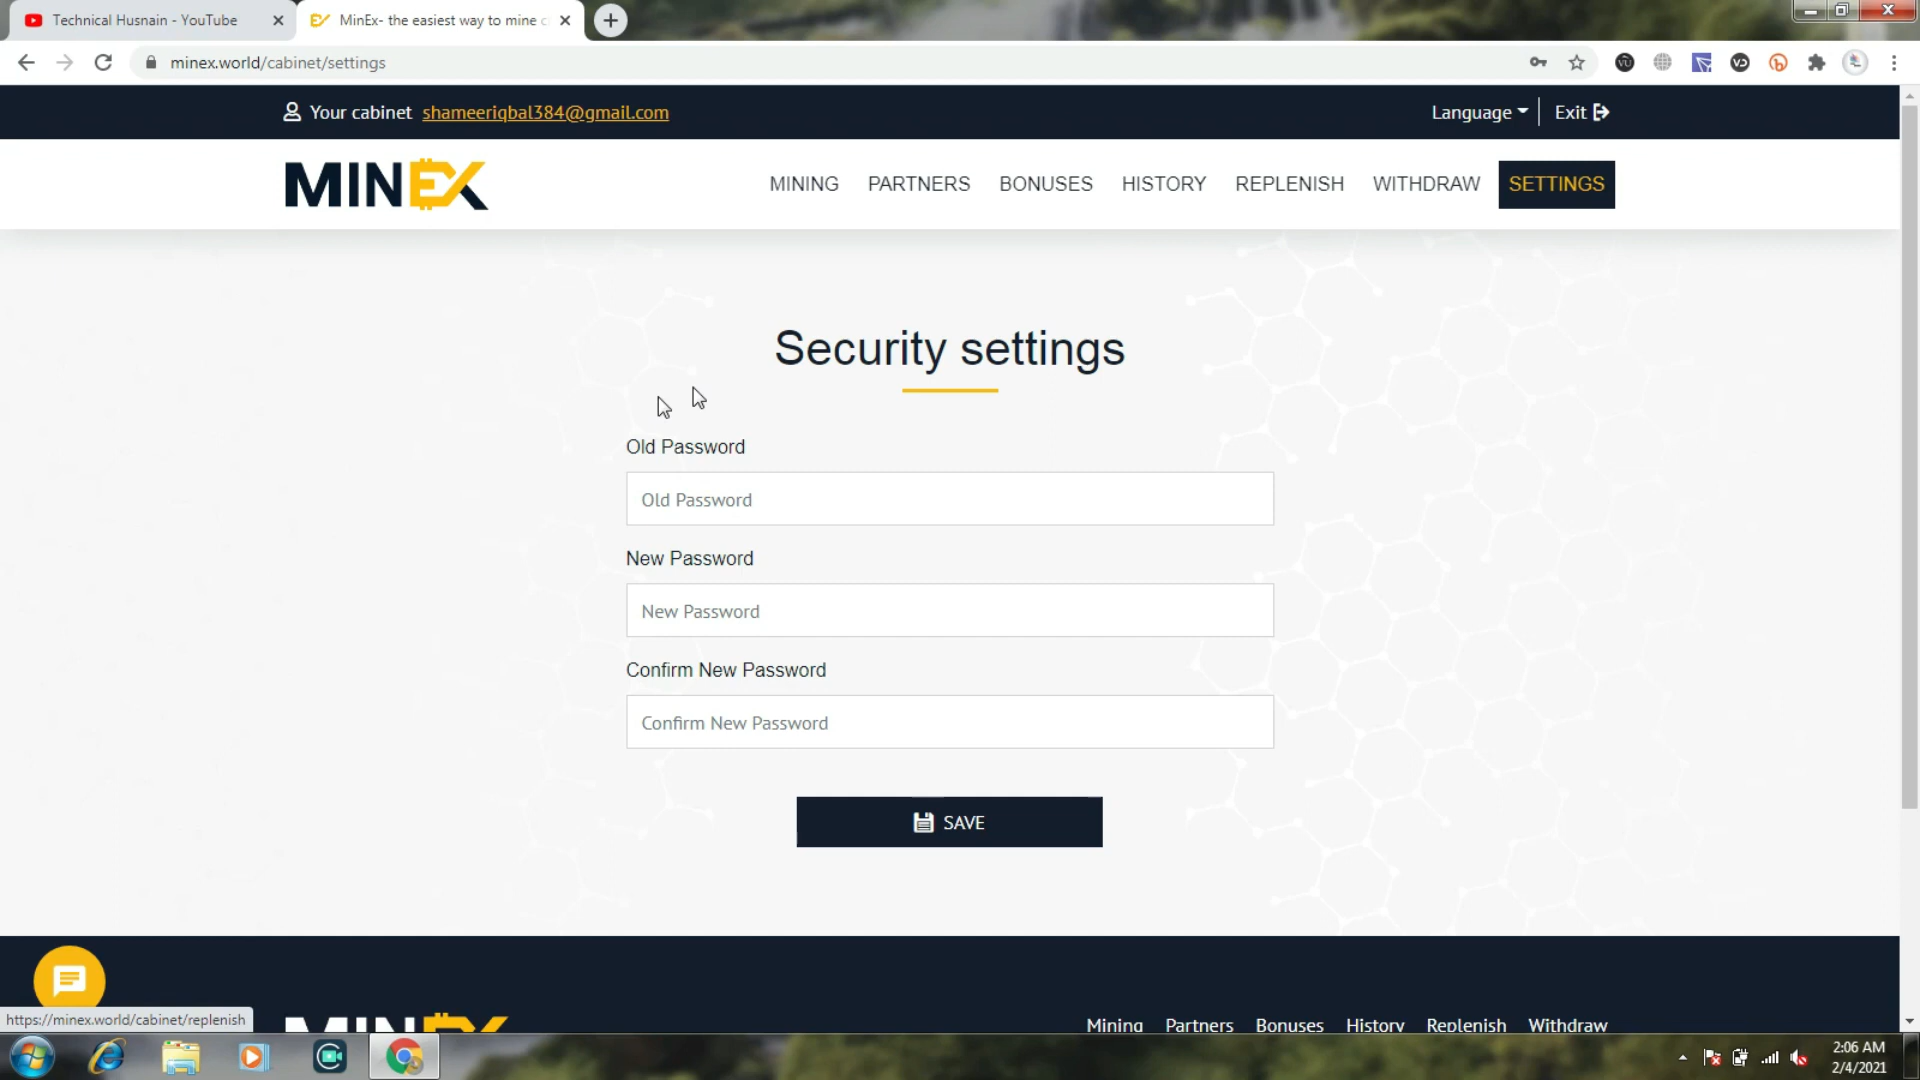 Technical Husnain - YouTube
MinEx- the easiest way to mine c
minex.world/cabinet/settings
Your cabinet shameeriqbal384@gmail.com
Language
Exit
MINEX
MINING PARTNERS BONUSES HISTORY REPLENISH WITHDRAW SETTINGS
Security settings
Old Password
Old Password
New Password
New Password
Confirm New Password
Confirm New Password
SAVE
https://minex.world/cabinet/replenish
MINEX
Mining Partners Bonuses History Replenish Withdraw
2:06 AM
2/4/2021